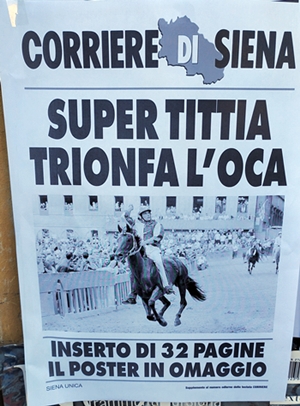 CORRIERE DI SIENA
SUPER TITTIA
TRIONFA L'OCA
INSERTO DI 32 PAGINE
IL POSTER IN OMAGGIO
SIENA UNICA